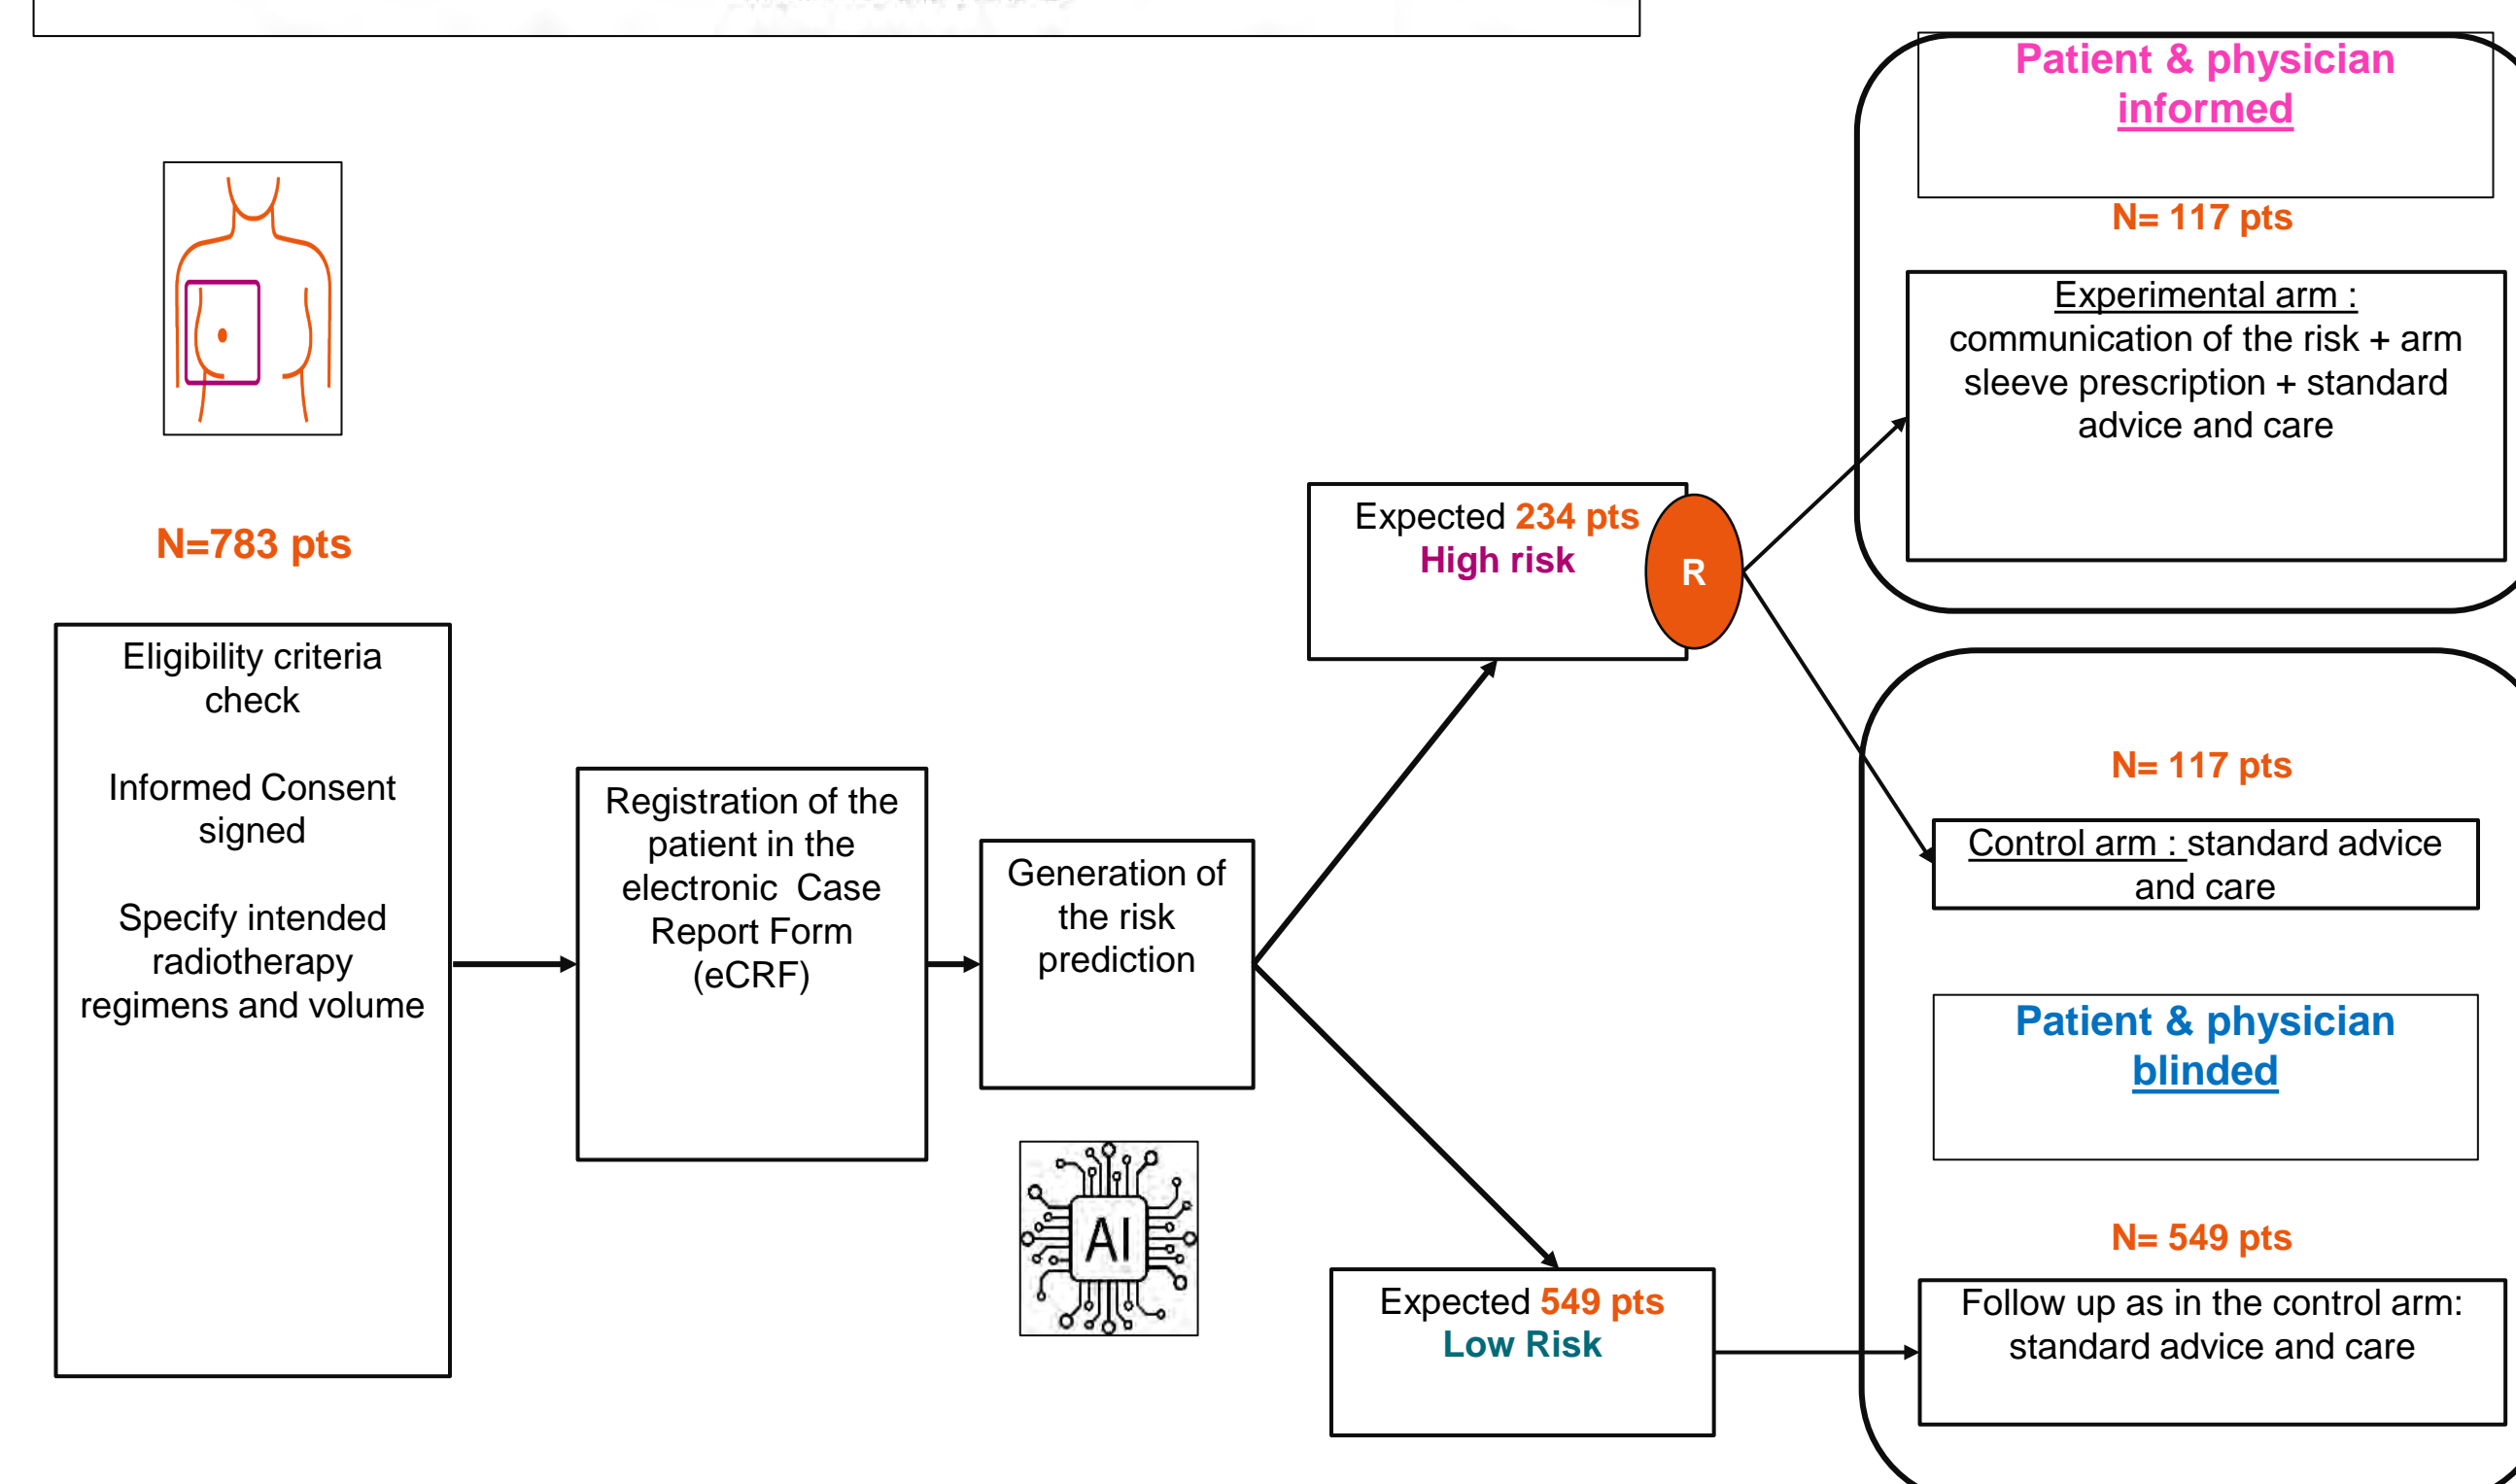 N=783 pts
Eligibility criteria
check
Informed Consent
signed
Specify intended
radiotherapy
regimens and volume
Registration of the
patient in the
electronic  Case
Report Form
(eCRF)
Generation of
the risk
prediction
AI
Expected 234 pts
High risk
R
Expected 549 pts
Low Risk
Patient & physician
informed
N= 117 pts
Experimental arm :
communication of the risk + arm
sleeve prescription + standard
advice and care
N= 117 pts
Control arm : standard advice
and care
Patient & physician
blinded
N= 549 pts
Follow up as in the control arm:
standard advice and care